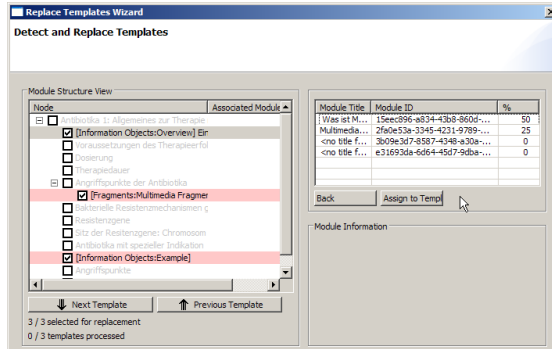 Replace Templates Wizard
Detect and Replace Templates
Module Structure View
Node Associated Module
Antibiotika 1: Allgemeines zur Therapie
[Information Objects:Overview] Ein
Voraussetzungen des Therapieerfol
Dosierung
Therapiedauer
Angriffspunkte der Antibiotika
[Fragments:Multimedia Fragmer
Bakterielle Resistenzmechanismen g
Resistenzgene
Sitz der Resitenzgene: Chromosom
Antibiotika mit spezieller Indikation
[Information Objects:Example]
Angriffspunkte
Next Template
Previous Template
3 / 3 selected for replacement
0 / 3 templates processed
Module Title Module ID %
Was ist M... 15eec896-a834-43b8-860d-... 50
Multimedia... 2fa0e53a-3345-4231-9789-... 25
<no title f... 3b09e3d7-8587-4348-a30a-... 0
<no title f... e31693da-6d64-45d7-9dba-... 0
Back
Assign to Templ
Module Information